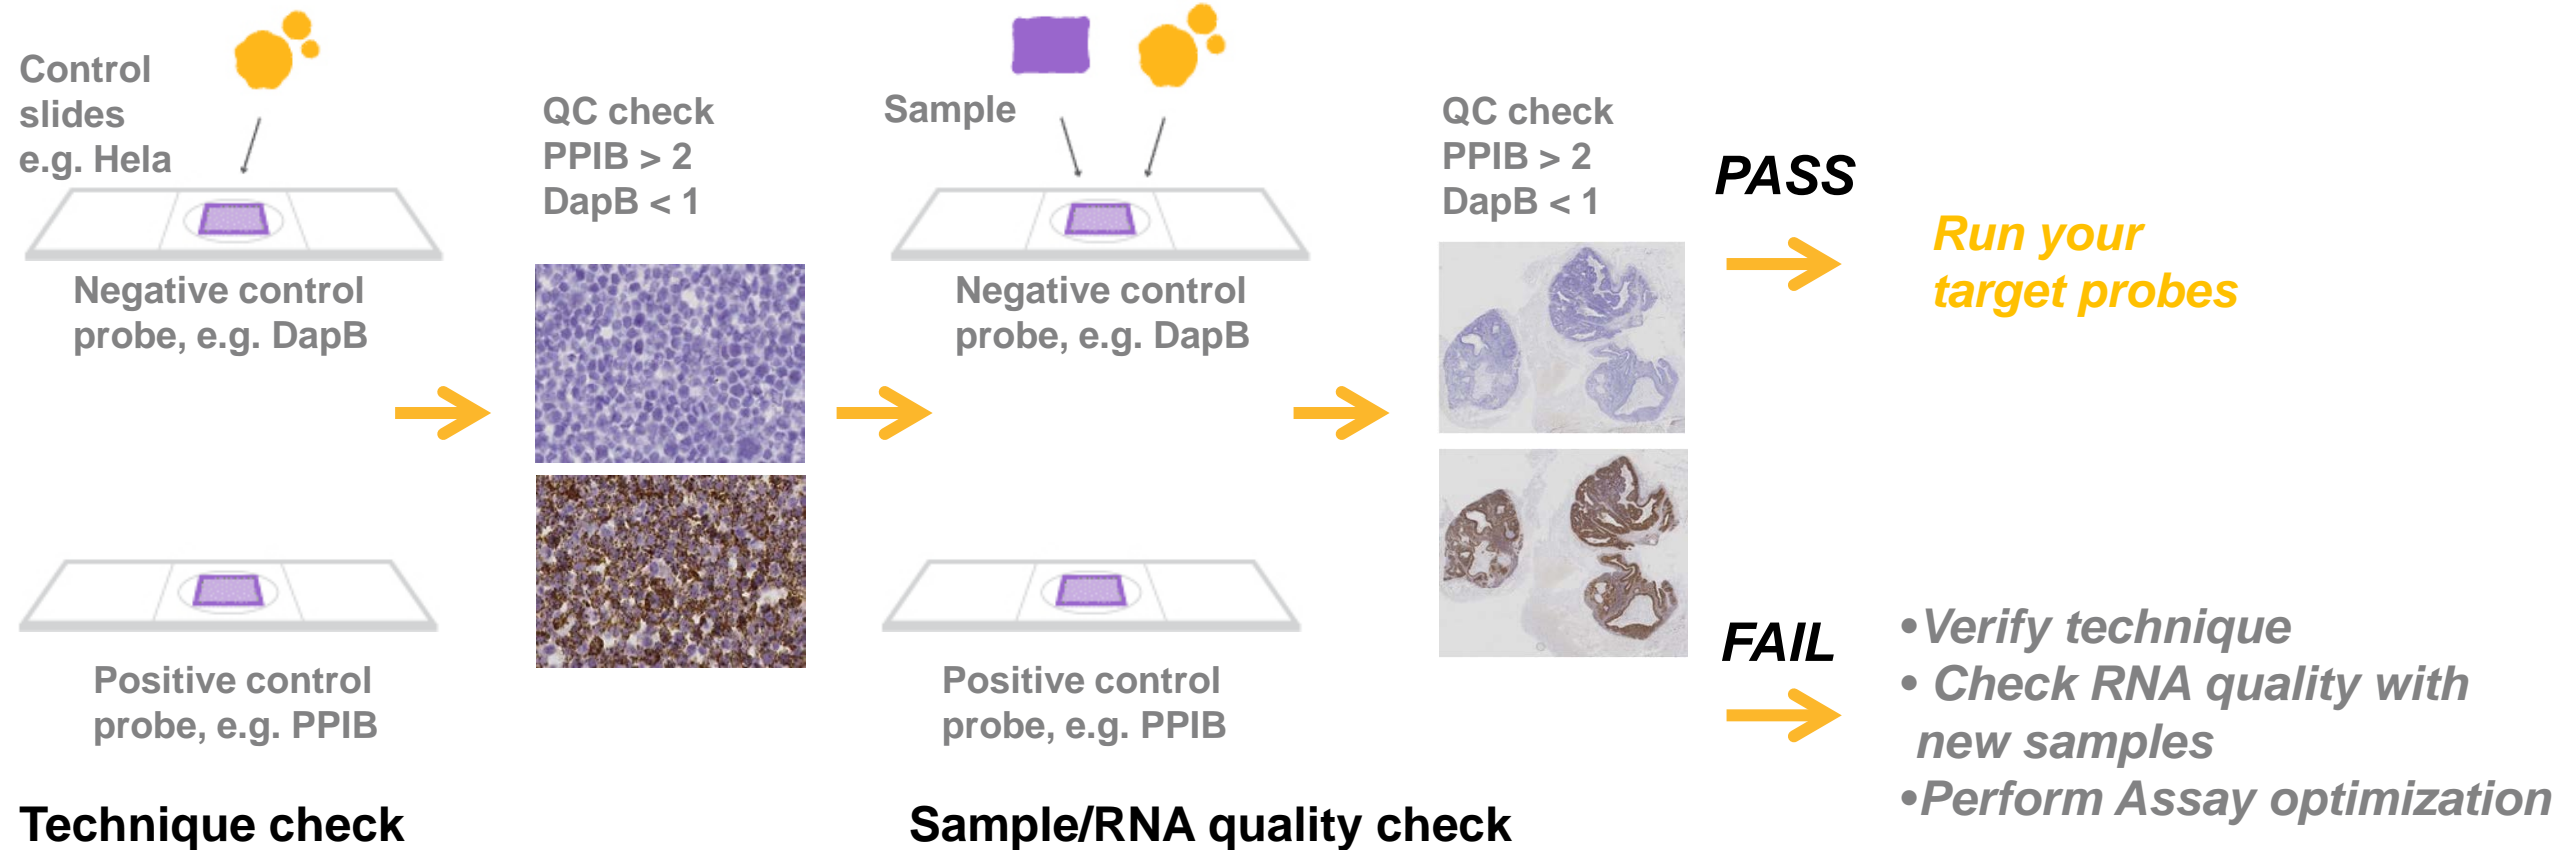 Control
slides
e.g. Hela
Negative control
probe, e.g. DapB
Positive control
probe, e.g. PPIB
Technique check
QC check
PPIB > 2
DapB < 1
Sample
Negative control
probe, e.g. DapB
Positive control
probe, e.g. PPIB
Sample/RNA quality check
QC check
PPIB > 2
DapB < 1
PASS
Run your
target probes
FAIL
•Verify technique
• Check RNA quality with
new samples
•Perform Assay optimization